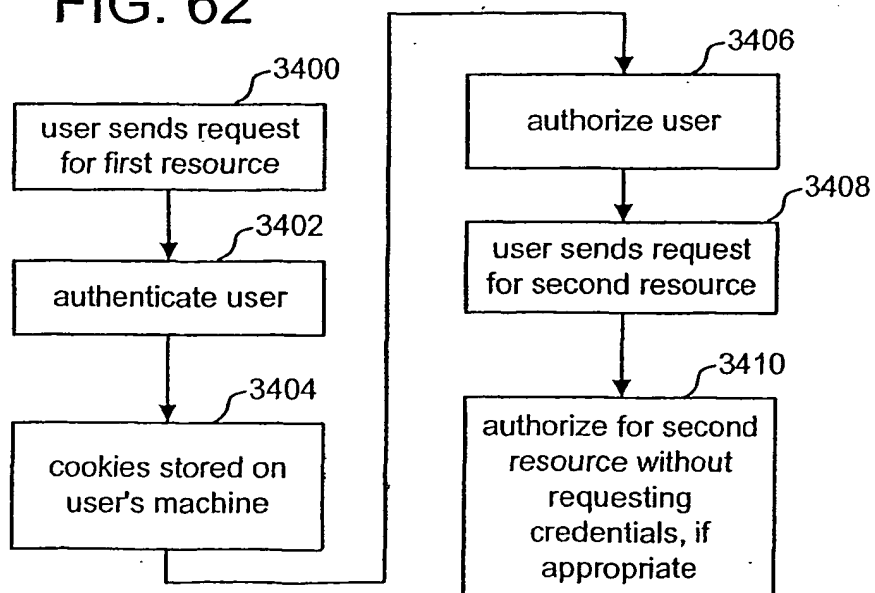 FIG. 62
3400
user sends request
for first resource
3402
authenticate user
3404
cookies stored on
user's machine
3406
authorize user
3408
user sends request
for second resource
3410
authorize for second
resource without
requesting
credentials, if
appropriate